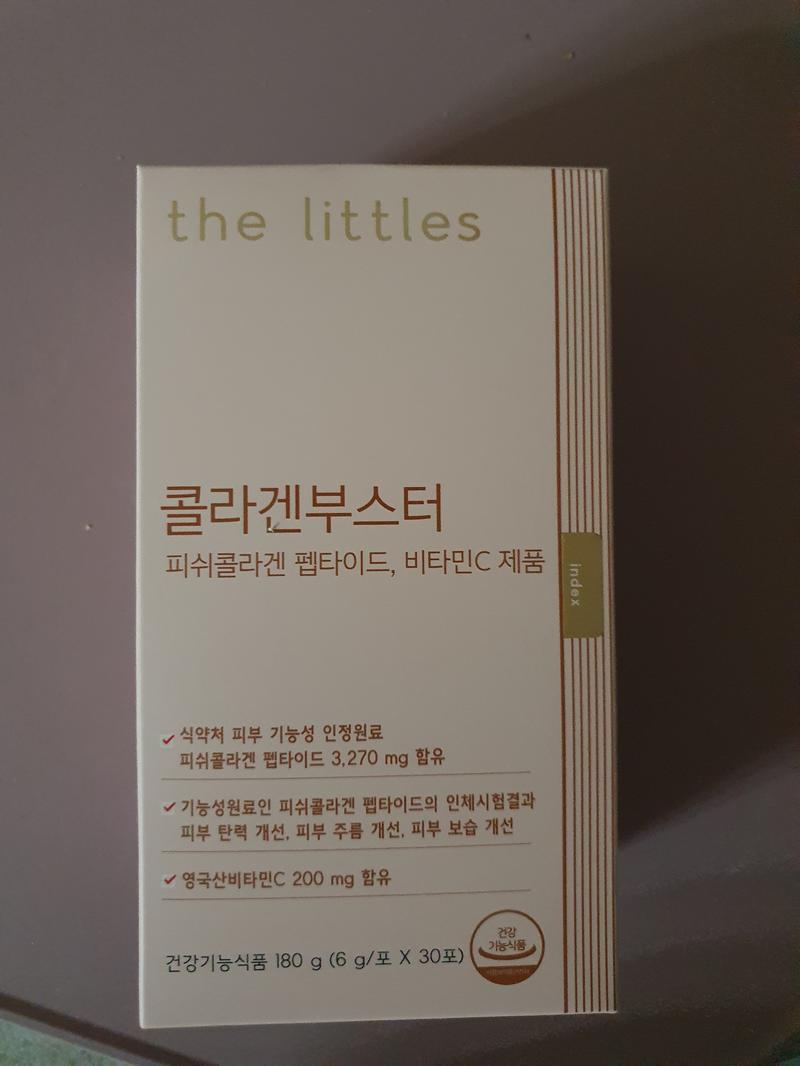 the littles
콜라겐부스터
피쉬콜라겐 펩타이드, 비타민C 제품
index
식약처 피부 기능성 인정원료
피쉬콜라겐 펩타이드 3,270 mg 함유
기능성원료인 피쉬콜라겐 펩타이드의 인체시험결과
피부 탄력 개선, 피부 주름 개선, 피부 보습 개선
영국산비타민C 200 mg 함유
건강기능식품 180 g (6 g/포 X 30포)
건강
기능식품